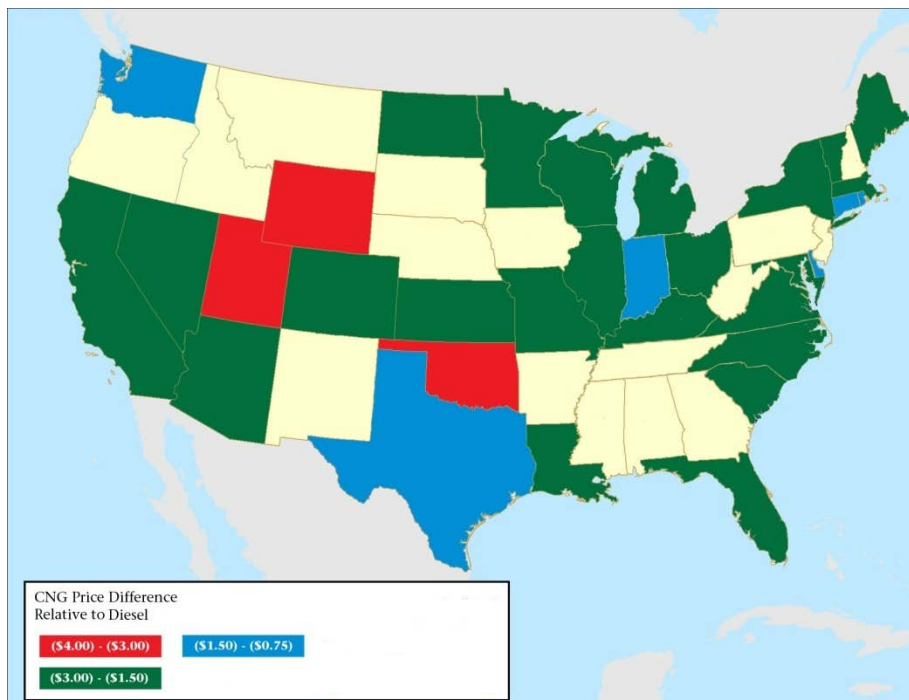 CNG Price Difference
Relative to Diesel
($4.00) - ($3.00)
($1.50) - ($0.75)
($3.00) - ($1.50)